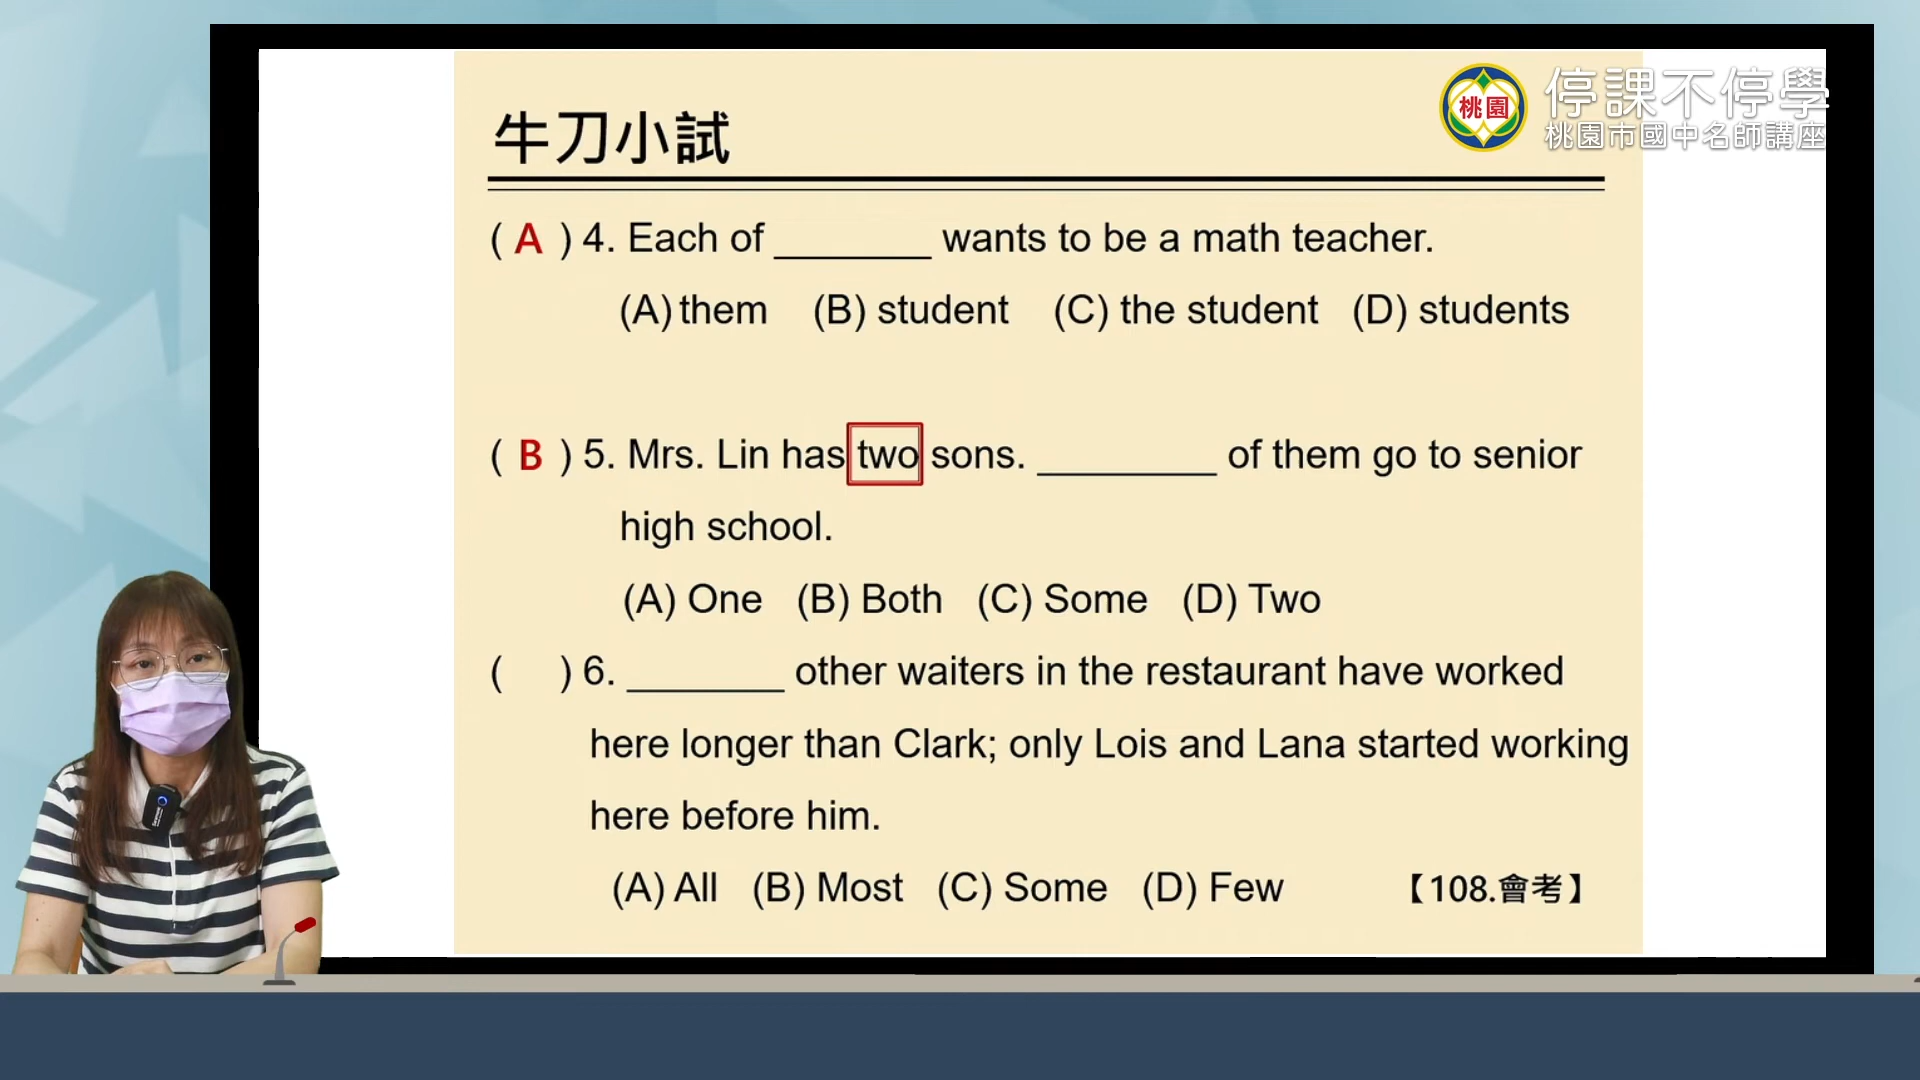 桃園
停課不停學
桃園市國中名師講座
牛刀小試
( A ) 4. Each of _______ wants to be a math teacher.
(A) them (B) student (C) the student (D) students
( B ) 5. Mrs. Lin has two sons. ________ of them go to senior
high school.
(A) One (B) Both (C) Some (D) Two
( ) 6. _______ other waiters in the restaurant have worked
here longer than Clark; only Lois and Lana started working
here before him.
(A) All (B) Most (C) Some (D) Few 【108.會考】